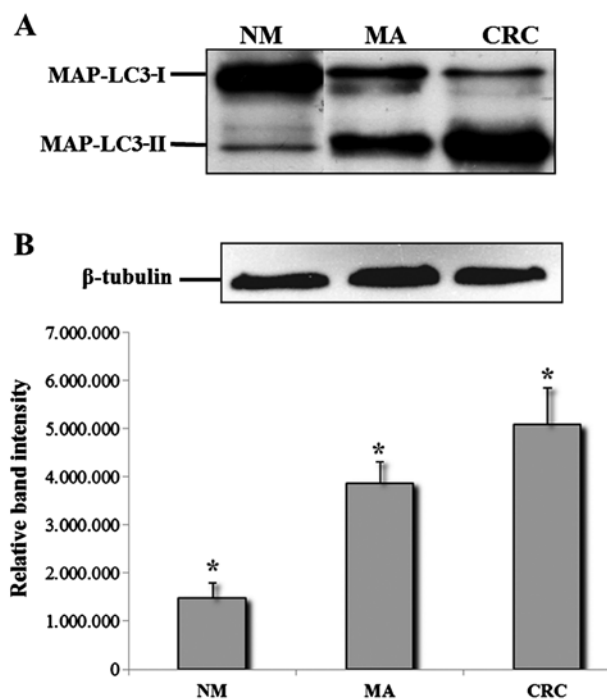 A
NM MA CRC
MAP-LC3-I
MAP-LC3-II
B
β-tubulin
Relative band intensity
7.000.000
6.000.000
5.000.000
4.000.000
3.000.000
2.000.000
1.000.000
0
* * *
NM MA CRC